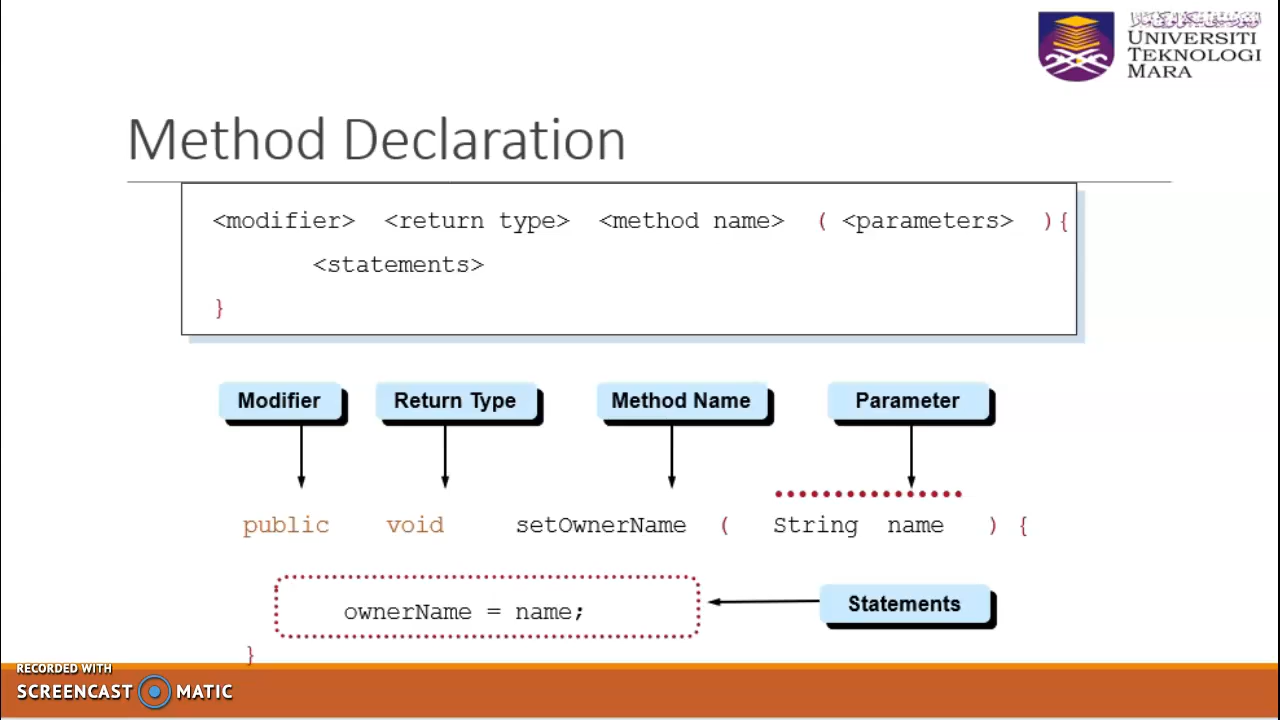 UNIVERSITI
TEKNOLOGI
MARA
Method Declaration
<modifier> <return type> <method name> ( <parameters> ){
<statements>
}
Modifier Return Type Method Name Parameter
public void setOwnerName ( String name ) {
ownerName = name;
Statements
}
RECORDED WITH
SCREENCAST MATIC